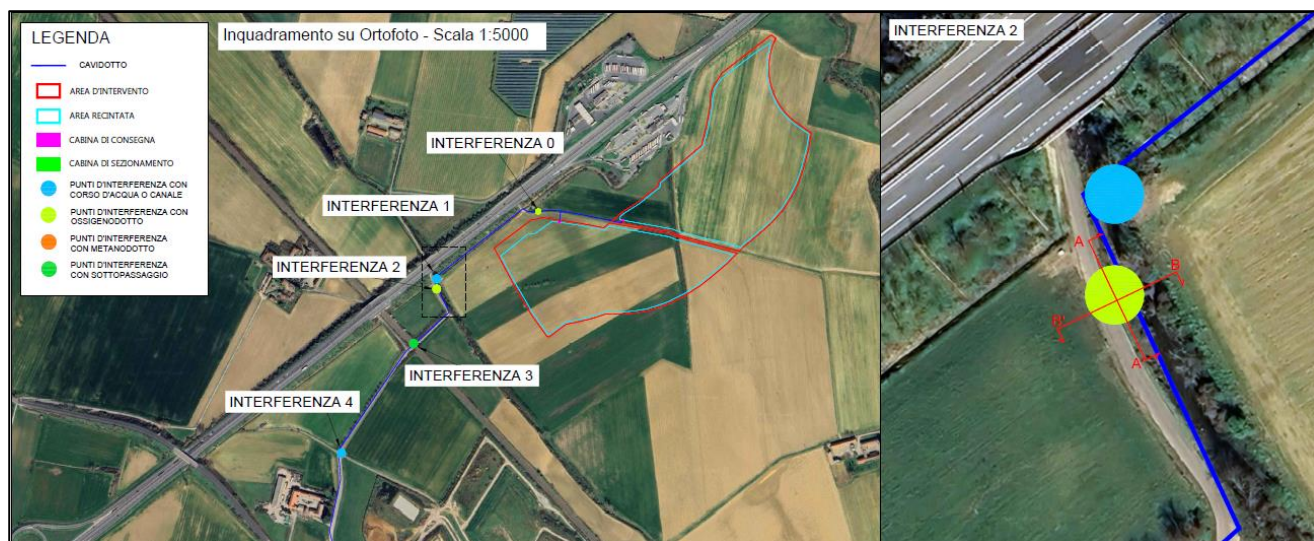 LEGENDA
CAVIDOTTO
AREA D'INTERVENTO
AREA RECINTATA
CABINA DI CONSEGNA
CABINA DI SEZIONAMENTO
PUNTI D'INTERFERENZA CON
CORSO D'ACQUA O CANALE
PUNTI D'INTERFERENZA CON
OSSIGENODOTTO
PUNTI D'INTERFERENZA
CON METANODOTTO
PUNTI D'INTERFERENZA
CON SOTTOPASSAGGIO
Inquadramento su Ortofoto - Scala 1:5000
INTERFERENZA 0
INTERFERENZA 1
INTERFERENZA 2
INTERFERENZA 3
INTERFERENZA 4
INTERFERENZA 2
A
B
B'
A'